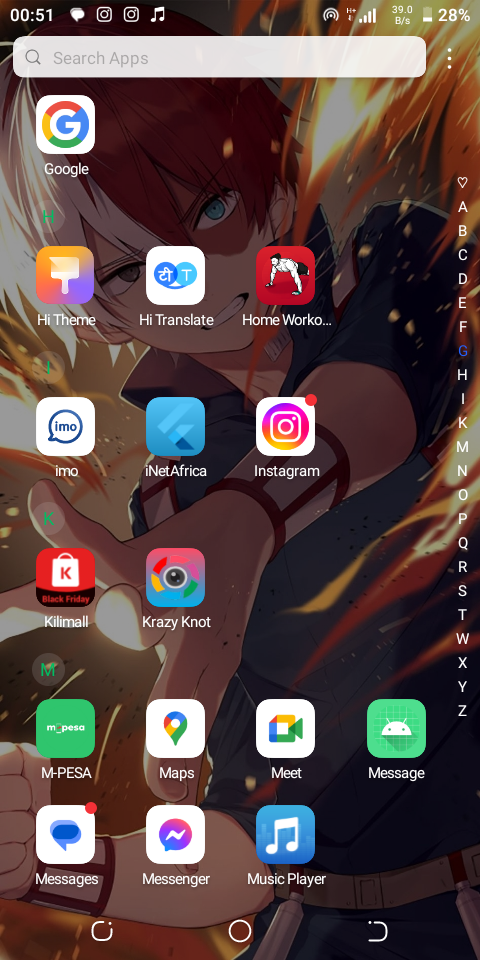 00:51 H+ 39.0 B/s 28%
Search Apps
Google
H
Hi Theme Hi Translate Home Worko...
I
imo
imo iNetAfrica Instagram
K
K
Black Friday
Kilimall Krazy Knot
M
m-pesa
M-PESA Maps Meet Message
Messages Messenger Music Player
♡
A
B
C
D
E
F
G
H
I
K
M
N
O
P
Q
R
S
T
W
X
Y
Z